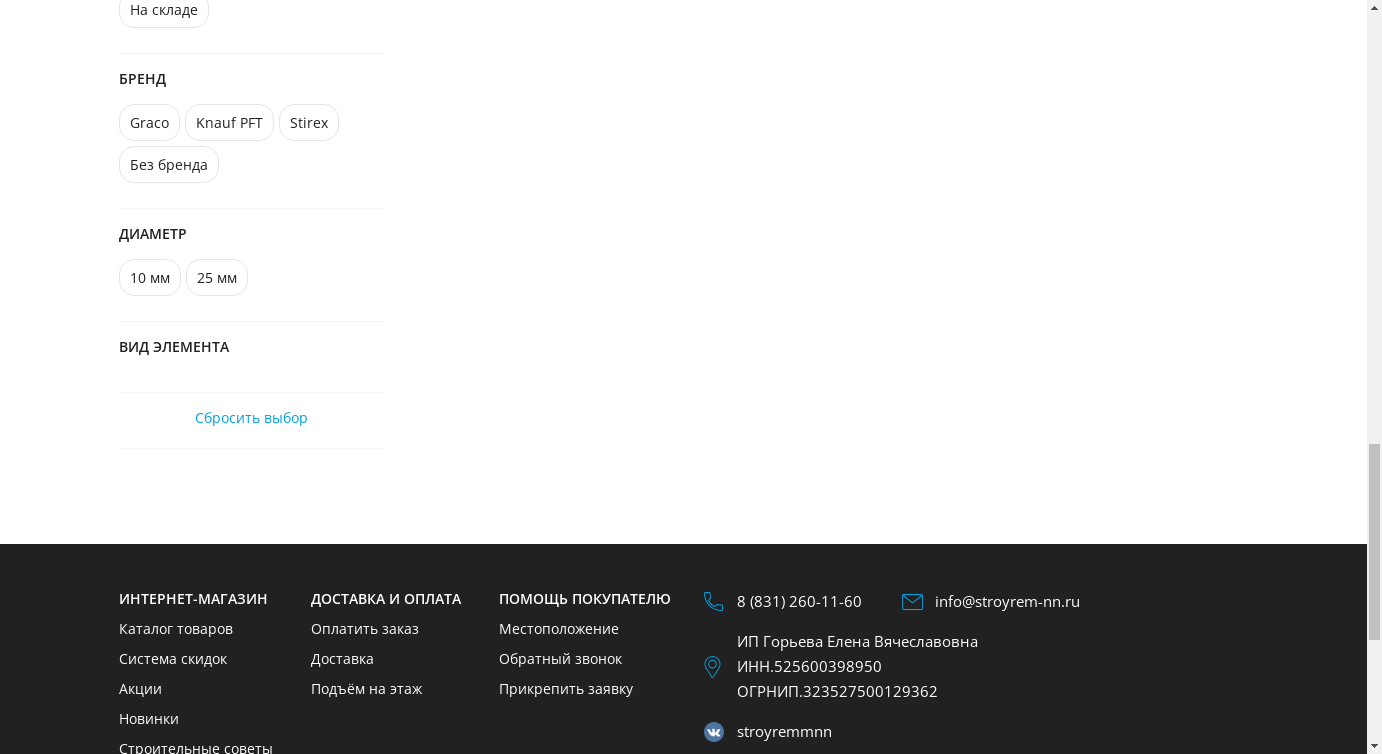 На складе
БРЕНД
Graco Knauf PFT Stirex
Без бренда
ДИАМЕТР
10 мм 25 мм
ВИД ЭЛЕМЕНТА
Сбросить выбор
ИНТЕРНЕТ-МАГАЗИН
Каталог товаров
Система скидок
Акции
Новинки
Строительные советы
ДОСТАВКА И ОПЛАТА
Оплатить заказ
Доставка
Подъём на этаж
ПОМОЩЬ ПОКУПАТЕЛЮ
Местоположение
Обратный звонок
Прикрепить заявку
8 (831) 260-11-60
info@stroyrem-nn.ru
ИП Горьева Елена Вячеславовна
ИНН.525600398950
ОГРНИП.323527500129362
stroyremmnn